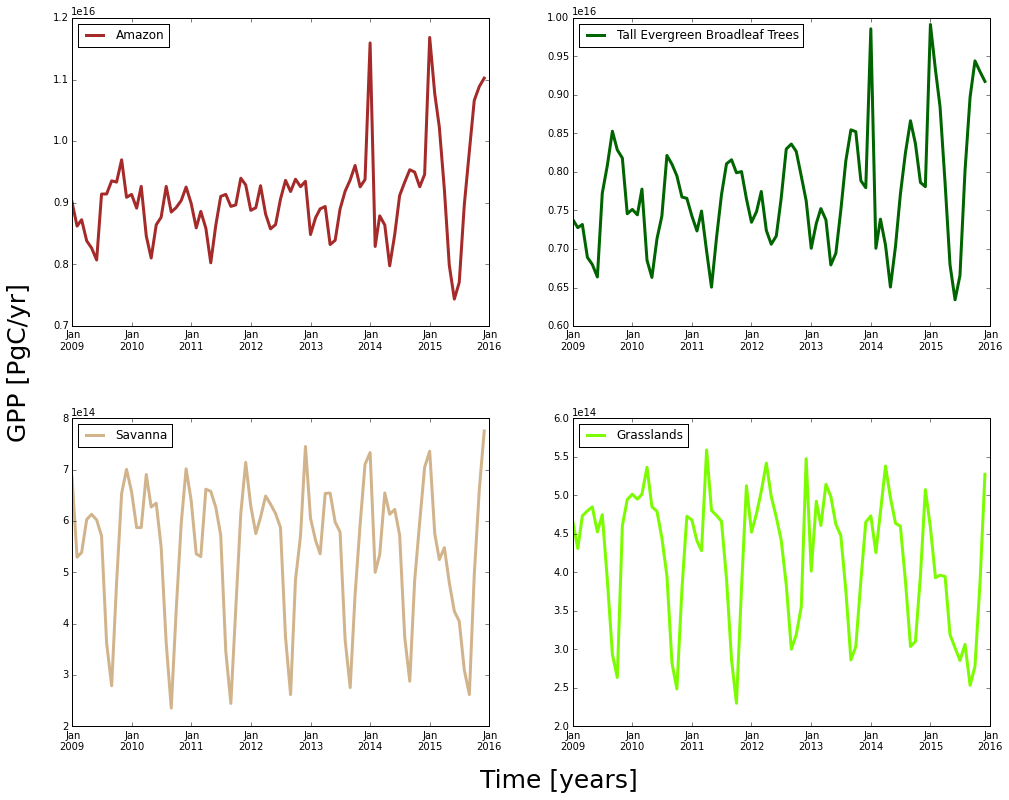 1e16
1.2
1.1
1.0
0.9
0.8
0.7
Amazon
Jan Jan Jan Jan Jan Jan Jan Jan
2009 2010 2011 2012 2013 2014 2015 2016
1e16
1.00
0.95
0.90
0.85
0.80
0.75
0.70
0.65
0.60
Tall Evergreen Broadleaf Trees
Jan Jan Jan Jan Jan Jan Jan Jan
2009 2010 2011 2012 2013 2014 2015 2016
GPP [PgC/yr]
1e14
8
7
6
5
4
3
2
Savanna
Jan Jan Jan Jan Jan Jan Jan Jan
2009 2010 2011 2012 2013 2014 2015 2016
1e14
6.0
5.5
5.0
4.5
4.0
3.5
3.0
2.5
2.0
Grasslands
Jan Jan Jan Jan Jan Jan Jan Jan
2009 2010 2011 2012 2013 2014 2015 2016
Time [years]